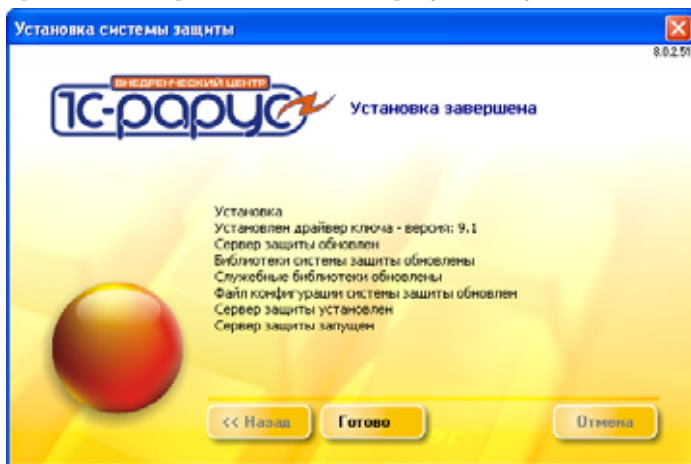 Установка системы защиты
8.0.2.51
ВНЕДРЕНЧЕСКИЙ ЦЕНТР
1С-рарус
Установка завершена
Установка
Установлен драйвер ключа - версия: 9.1
Сервер защиты обновлен
Библиотеки системы защиты обновлены
Служебные библиотеки обновлены
Файл конфигурации системы защиты обновлен
Сервер защиты установлен
Сервер защиты запущен
<< Назад Готово Отмена